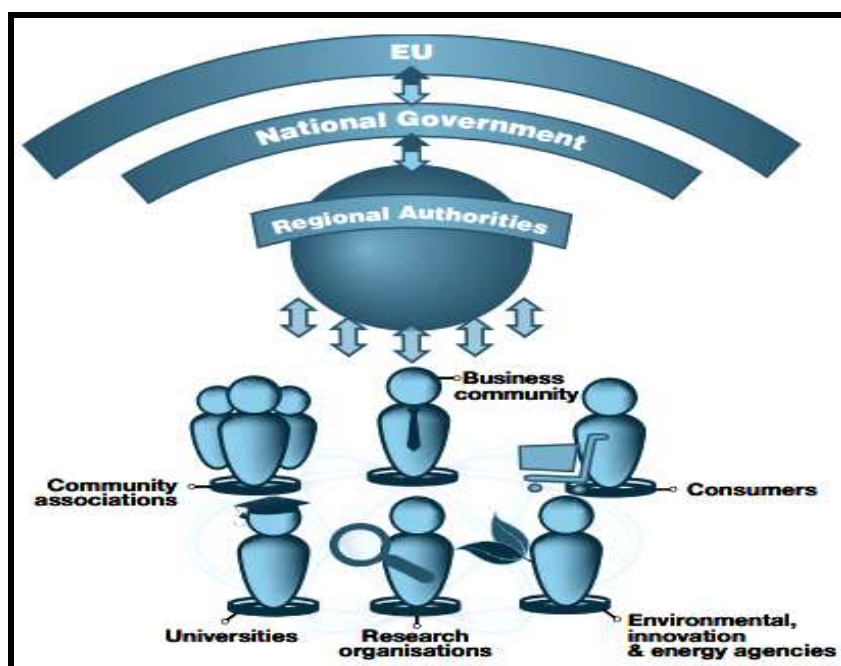 EU
National Government
Regional Authorities
Business
community
Community
associations
Consumers
Universities
Research
organisations
Environmental,
innovation
& energy agencies